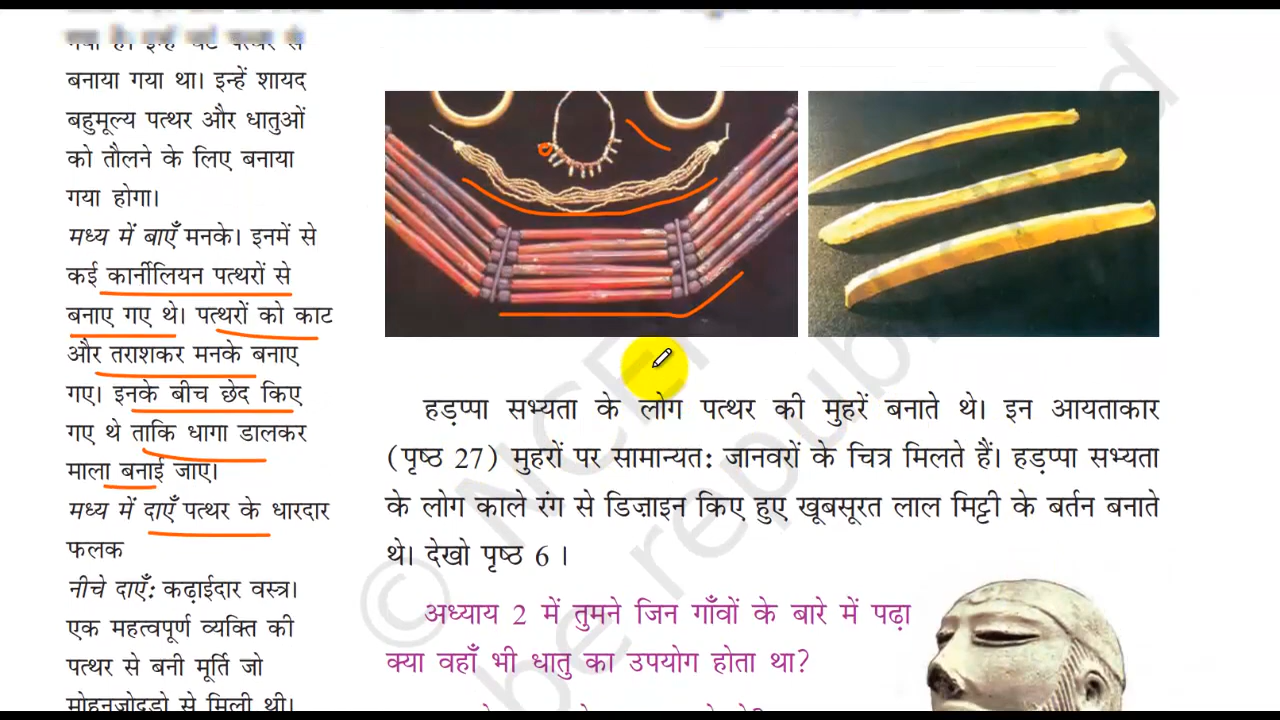 बनाया गया था। इन्हें शायद
बहुमूल्य पत्थर और धातुओं
को तौलने के लिए बनाया
गया होगा।
मध्य में बाएँ मनके। इनमें से
कई कार्नीलियन पत्थरों से
बनाए गए थे। पत्थरों को काट
और तराशकर मनके बनाए
गए। इनके बीच छेद किए
गए थे ताकि धागा डालकर
माला बनाई जाए।
मध्य में दाएँ पत्थर के धारदार
फलक
नीचे दाएँ: कढ़ाईदार वस्त्र।
एक महत्वपूर्ण व्यक्ति की
पत्थर से बनी मूर्ति जो
मोहनजोदड़ो से मिली थी।
हड़प्पा सभ्यता के लोग पत्थर की मुहरें बनाते थे। इन आयताकार
(पृष्ठ 27) मुहरों पर सामान्यत: जानवरों के चित्र मिलते हैं। हड़प्पा सभ्यता
के लोग काले रंग से डिज़ाइन किए हुए खूबसूरत लाल मिट्टी के बर्तन बनाते
थे। देखो पृष्ठ 6।
अध्याय 2 में तुमने जिन गाँवों के बारे में पढ़ा
क्या वहाँ भी धातु का उपयोग होता था?